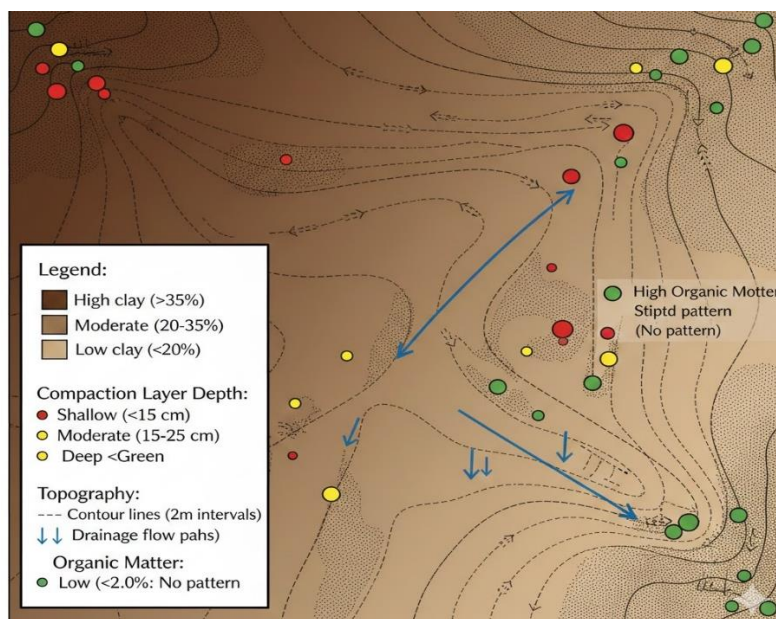 Legend:
High clay (>35%)
Moderate (20-35%)
Low clay (<20%)
Compaction Layer Depth:
Shallow (<15 cm)
Moderate (15-25 cm)
Deep <Green
Topography:
Contour lines (2m intervals)
Drainage flow pahs)
Organic Matter:
Low (<2.0%: No pattern
High Organic Motter
Stiptd pattern
(No pattern)